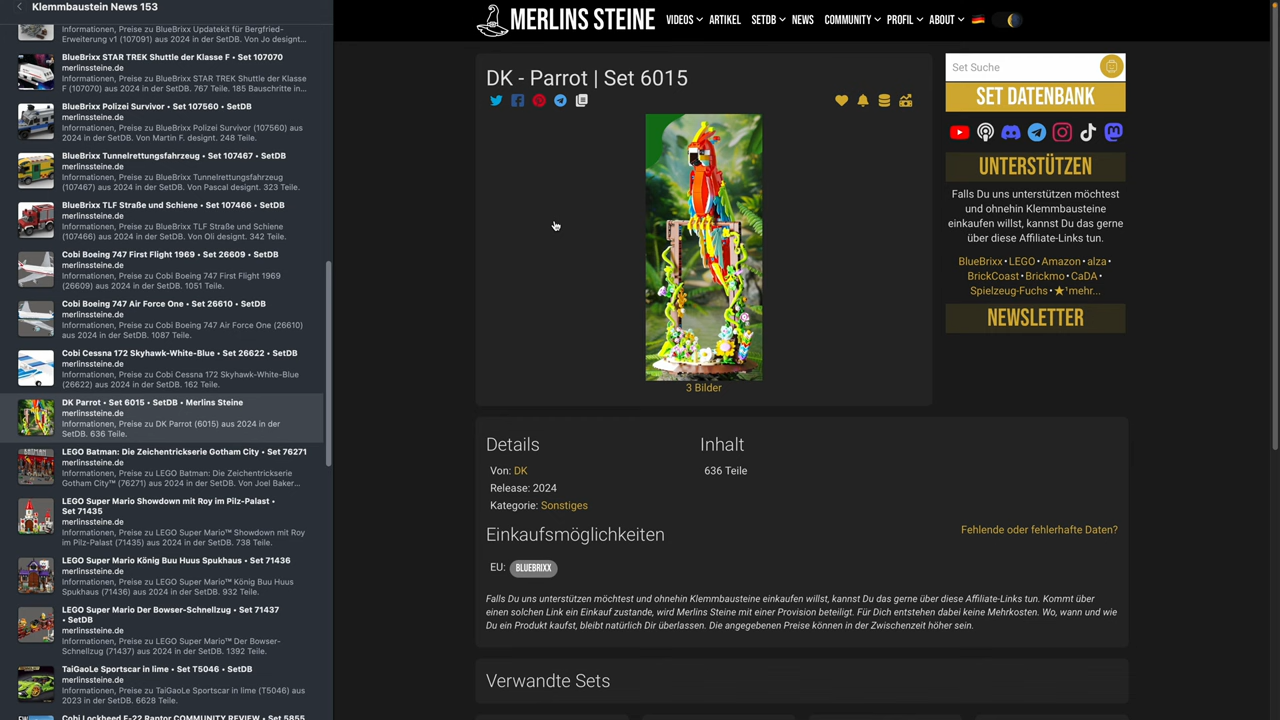 Klemmbaustein News 153
Informationen, Preise zu BlueBrixx Updatekit für Bergfried-
Erweiterung v1 (107091) aus 2024 in der SetDB. Von Jo design...
BlueBrixx STAR TREK Shuttle der Klasse F • Set 107070
merlinssteine.de
Informationen, Preise zu BlueBrixx STAR TREK Shuttle der Klasse
F (107070) aus 2024 in der SetDB. 767 Teile. 185 Bauschritte in...
BlueBrixx Polizei Survivor • Set 107560 • SetDB
merlinssteine.de
Informationen, Preise zu BlueBrixx Polizei Survivor (107560) aus
2024 in der SetDB. Von Martin F. designt. 248 Teile.
BlueBrixx Tunnelrettungsfahrzeug • Set 107467 • SetDB
merlinssteine.de
Informationen, Preise zu BlueBrixx Tunnelrettungsfahrzeug
(107467) aus 2024 in der SetDB. Von Pascal designt. 323 Teile.
BlueBrixx TLF Straße und Schiene • Set 107466 • SetDB
merlinssteine.de
Informationen, Preise zu BlueBrixx TLF Straße und Schiene
(107466) aus 2024 in der SetDB. Von Oli designt. 342 Teile.
Cobi Boeing 747 First Flight 1969 • Set 26609 • SetDB
merlinssteine.de
Informationen, Preise zu Cobi Boeing 747 First Flight 1969
(26609) aus 2024 in der SetDB. 1051 Teile.
Cobi Boeing 747 Air Force One • Set 26610 • SetDB
merlinssteine.de
Informationen, Preise zu Cobi Boeing 747 Air Force One (26610)
aus 2024 in der SetDB. 1087 Teile.
Cobi Cessna 172 Skyhawk-White-Blue • Set 26622 • SetDB
merlinssteine.de
Informationen, Preise zu Cobi Cessna 172 Skyhawk-White-Blue
(26622) aus 2024 in der SetDB. 162 Teile.
DK Parrot • Set 6015 • SetDB • Merlins Steine
merlinssteine.de
Informationen, Preise zu DK Parrot (6015) aus 2024 in der
SetDB. 636 Teile.
LEGO Batman: Die Zeichentrickserie Gotham City • Set 76271
merlinssteine.de
Informationen, Preise zu LEGO Batman: Die Zeichentrickserie
Gotham City™ (76271) aus 2024 in der SetDB. Von Joel Baker...
LEGO Super Mario Showdown mit Roy im Pilz-Palast •
Set 71435
merlinssteine.de
Informationen, Preise zu LEGO Super Mario™ Showdown mit Roy
im Pilz-Palast (71435) aus 2024 in der SetDB. 738 Teile.
LEGO Super Mario König Buu Huus Spukhaus • Set 71436
merlinssteine.de
Informationen, Preise zu LEGO Super Mario™ König Buu Huus
Spukhaus (71436) aus 2024 in der SetDB. 932 Teile.
LEGO Super Mario Der Bowser-Schnellzug • Set 71437
• SetDB
merlinssteine.de
Informationen, Preise zu LEGO Super Mario™ Der Bowser-
Schnellzug (71437) aus 2024 in der SetDB. 1392 Teile.
TaiGaoLe Sportscar in lime • Set T5046 • SetDB
merlinssteine.de
Informationen, Preise zu TaiGaoLe Sportscar in lime (T5046) aus
2023 in der SetDB. 6628 Teile.
Cobi Lockheed F-22 Raptor COMMUNITY REVIEW • Set 5855
MERLINS STEINE
VIDEOS ARTIKEL SETDB NEWS COMMUNITY PROFIL ABOUT
DK - Parrot | Set 6015
3 Bilder
Details
Von: DK
Release: 2024
Kategorie: Sonstiges
Inhalt
636 Teile
Einkaufsmöglichkeiten
Fehlende oder fehlerhafte Daten?
EU: BLUEBRIXX
Falls Du uns unterstützen möchtest und ohnehin Klemmbausteine einkaufen willst, kannst Du das gerne über diese Affiliate-Links tun. Kommt über
einen solchen Link ein Einkauf zustande, wird Merlins Steine mit einer Provision beteiligt. Für Dich entstehen dabei keine Mehrkosten. Wo, wann und wie
Du ein Produkt kaufst, bleibt natürlich Dir überlassen. Die angegebenen Preise können in der Zwischenzeit höher sein.
Verwandte Sets
Set Suche
SET DATENBANK
UNTERSTÜTZEN
Falls Du uns unterstützen möchtest
und ohnehin Klemmbausteine
einkaufen willst, kannst Du das gerne
über diese Affiliate-Links tun.
BlueBrixx • LEGO • Amazon • alza •
BrickCoast • Brickmo • CaDA •
Spielzeug-Fuchs • ★¹mehr...
NEWSLETTER